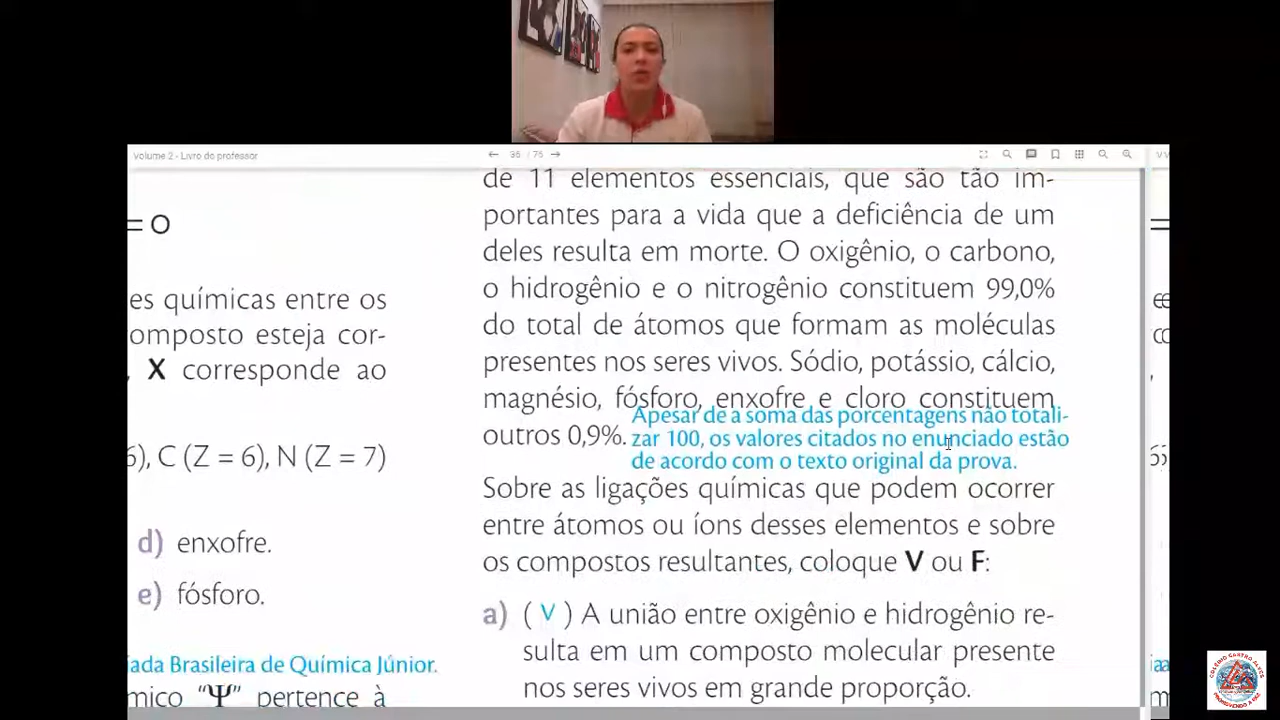 Volume 2 - Livro do professor
36 / 76
= O
es químicas entre os
omposto esteja cor-
, X corresponde ao
6), C (Z = 6), N (Z = 7)
d) enxofre.
e) fósforo.
iada Brasileira de Química Júnior.
mico “Ψ” pertence à
de 11 elementos essenciais, que são tão im-
portantes para a vida que a deficiência de um
deles resulta em morte. O oxigênio, o carbono,
o hidrogênio e o nitrogênio constituem 99,0%
do total de átomos que formam as moléculas
presentes nos seres vivos. Sódio, potássio, cálcio,
magnésio, fósforo, enxofre e cloro constituem
outros 0,9%.
Apesar de a soma das porcentagens não totali-
zar 100, os valores citados no enunciado estão
de acordo com o texto original da prova.
Sobre as ligações químicas que podem ocorrer
entre átomos ou íons desses elementos e sobre
os compostos resultantes, coloque V ou F:
a) ( V ) A união entre oxigênio e hidrogênio re-
sulta em um composto molecular presente
nos seres vivos em grande proporção.